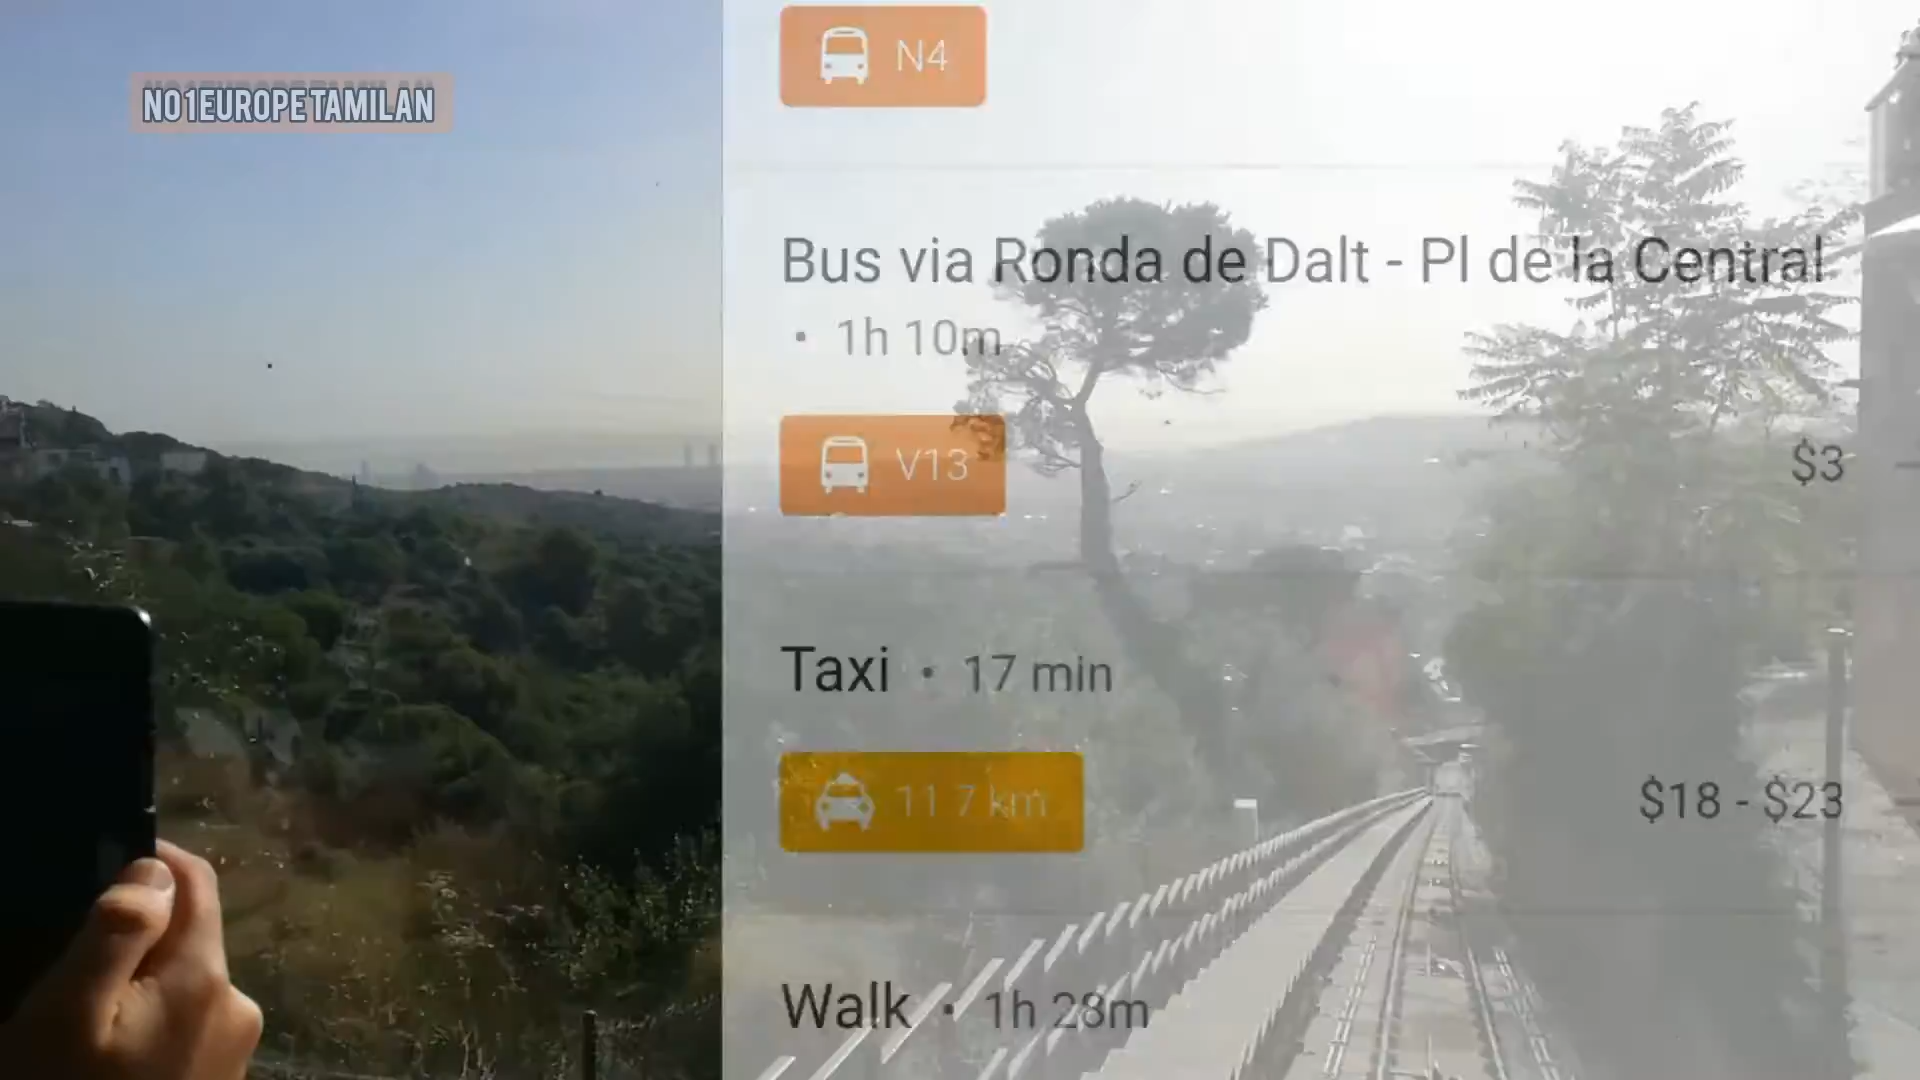 NO1EUROPETAMILAN
N4
Bus via Ronda de Dalt - Pl de la Central
• 1h 10m
V13
$3
Taxi • 17 min
11 7 km
$18 - $23
Walk • 1h 28m